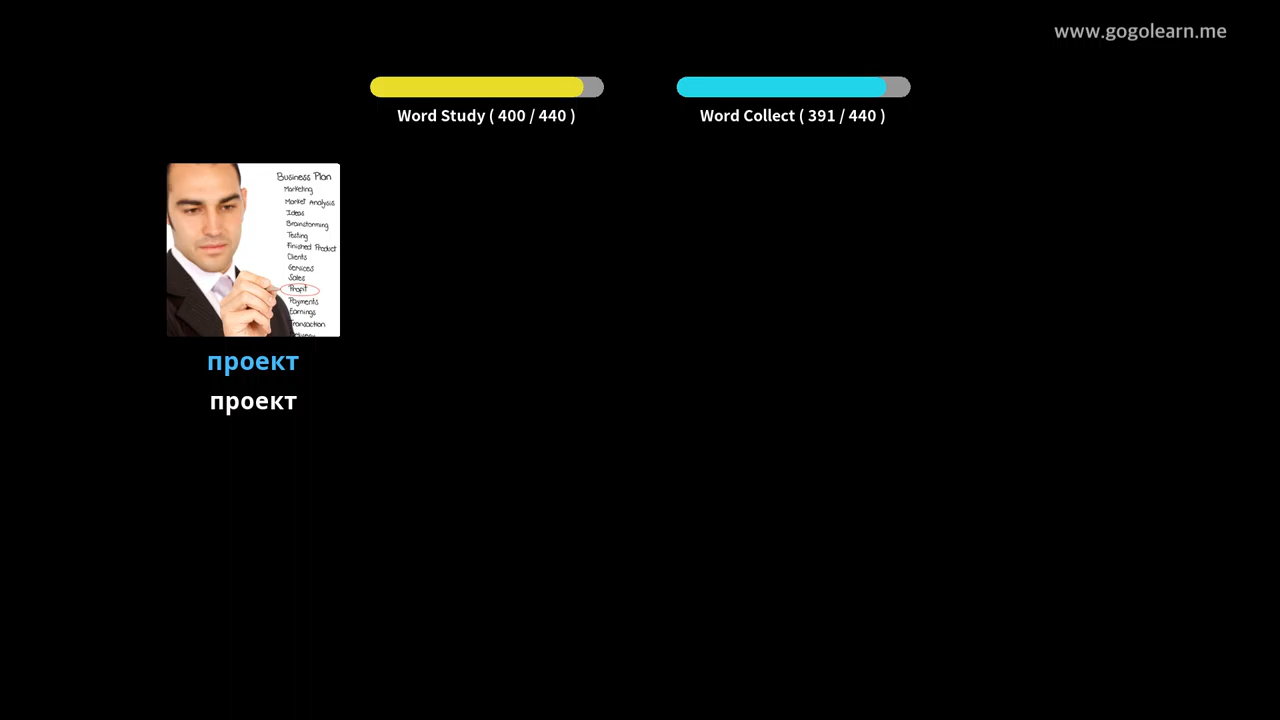 www.gogolearn.me
Word Study ( 400 / 440 )
Word Collect ( 391 / 440 )
Business Plan
Marketing
Market Analysis
Ideas
Brainstorming
Testing
Finished Product
Clients
Services
Sales
Profit
Payments
Earnings
Transaction
Delivery
проект
проект